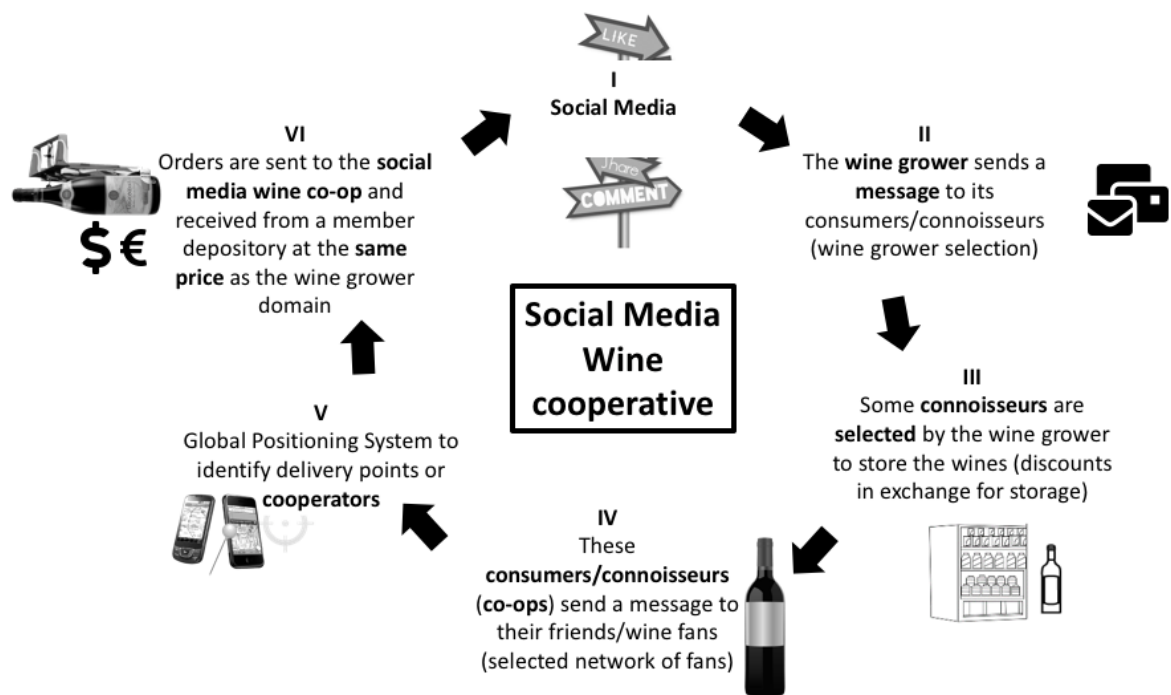 LIKE
I
Social Media
Share
COMMENT
II
The wine grower sends a
message to its
consumers/connoisseurs
(wine grower selection)
III
Some connoisseurs are
selected by the wine grower
to store the wines (discounts
in exchange for storage)
IV
These
consumers/connoisseurs
(co-ops) send a message to
their friends/wine fans
(selected network of fans)
V
Global Positioning System to
identify delivery points or
cooperators
VI
Orders are sent to the social
media wine co-op and
received from a member
depository at the same
price as the wine grower
domain
$ €
Social Media
Wine
cooperative